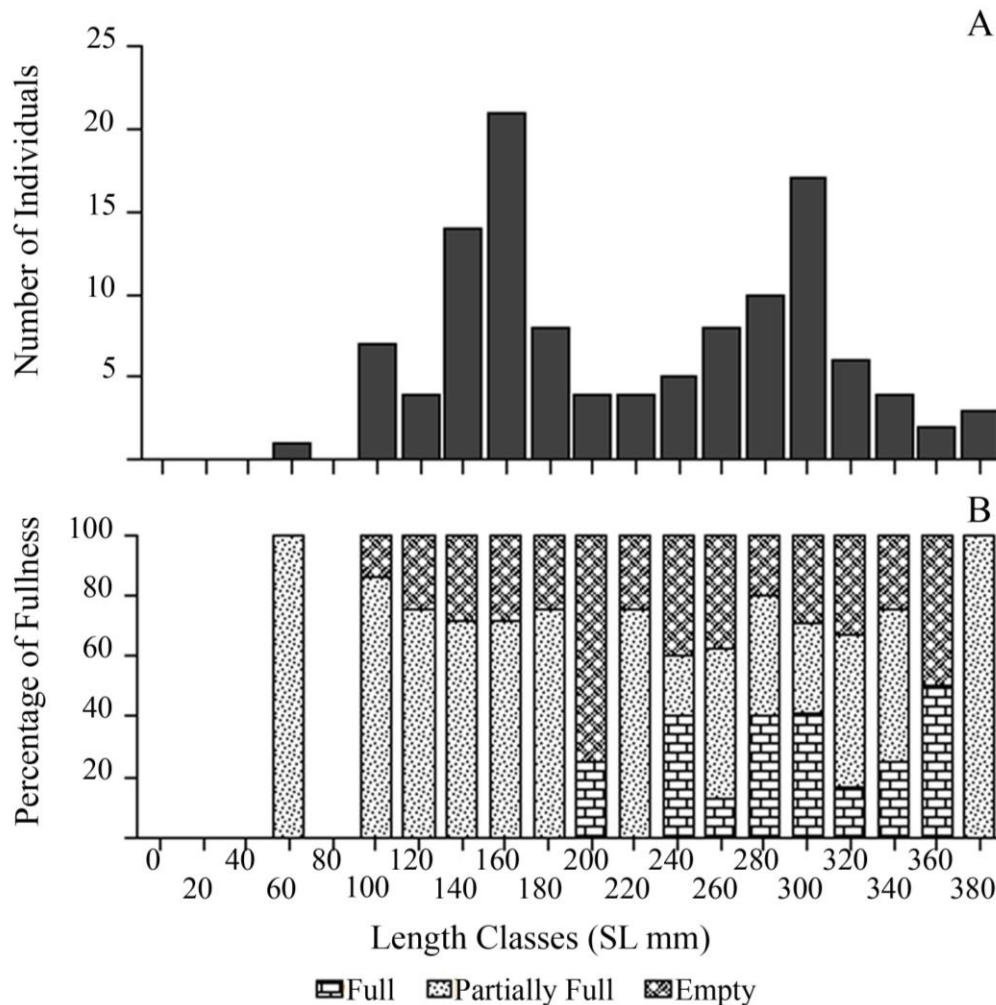 A
25
20
15
10
5
Number of Individuals
B
100
80
60
40
20
Percentage of Fullness
0 40 80 120 160 200 240 280 320 360
20 60 100 140 180 220 260 300 340 380
Length Classes (SL mm)
Full Partially Full Empty